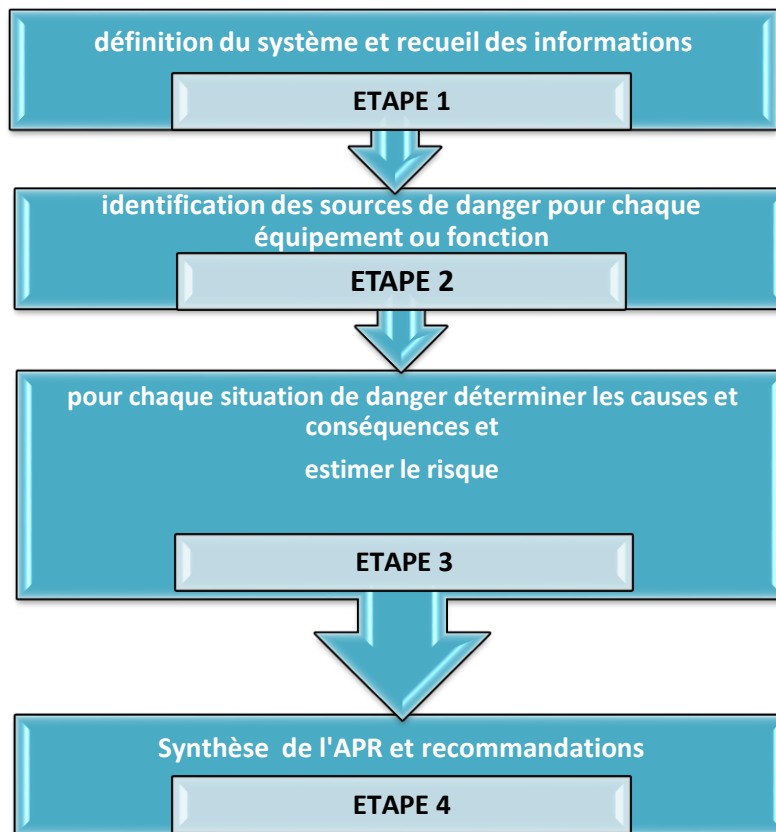 définition du système et recueil des informations
ETAPE 1
identification des sources de danger pour chaque
équipement ou fonction
ETAPE 2
pour chaque situation de danger déterminer les causes et
conséquences et
estimer le risque
ETAPE 3
Synthèse de l'APR et recommandations
ETAPE 4